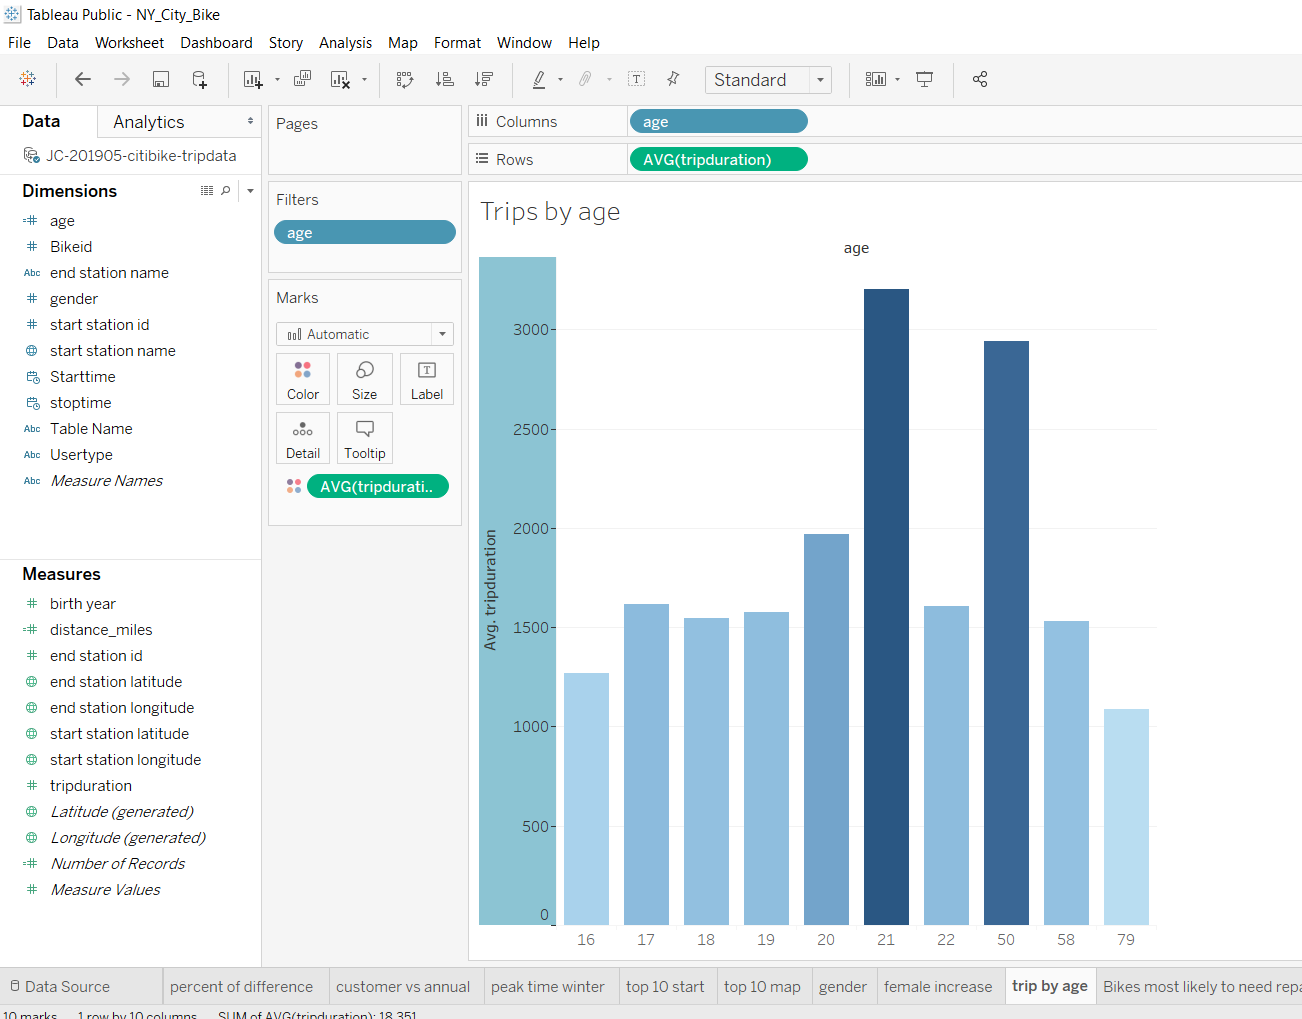 Tableau Public - NY_City_Bike
File Data Worksheet Dashboard Story Analysis Map Format Window Help
Standard
Data Analytics
JC-201905-citibike-tripdata
Dimensions
age
Bikeid
end station name
gender
start station id
start station name
Starttime
stoptime
Abc Table Name
Abc Usertype
Abc Measure Names
Measures
birth year
distance_miles
end station id
end station latitude
end station longitude
start station latitude
start station longitude
tripduration
Latitude (generated)
Longitude (generated)
Number of Records
Measure Values
Pages
Filters
age
Marks
Automatic
Color Size Label
Detail Tooltip
AVG(tripdurati..
Columns age
Rows AVG(tripduration)
Trips by age
age
Avg. tripduration
3000
2500
2000
1500
1000
500
0
16 17 18 19 20 21 22 50 58 79
Data Source percent of difference customer vs annual peak time winter top 10 start top 10 map gender female increase trip by age Bikes most likely to need repa
10 marks 1 row by 10 columns SUM of AVG(tripduration): 18,351